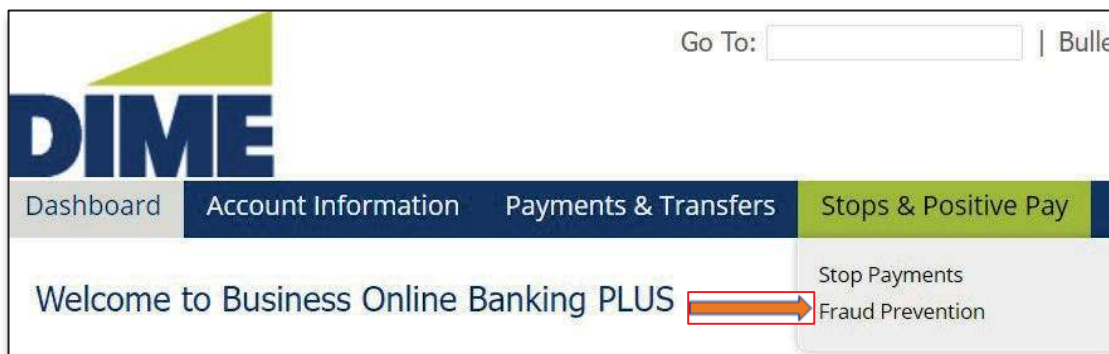 Go To: | Bulle
DIME
Dashboard Account Information Payments & Transfers Stops & Positive Pay
Stop Payments
Welcome to Business Online Banking PLUS
Fraud Prevention